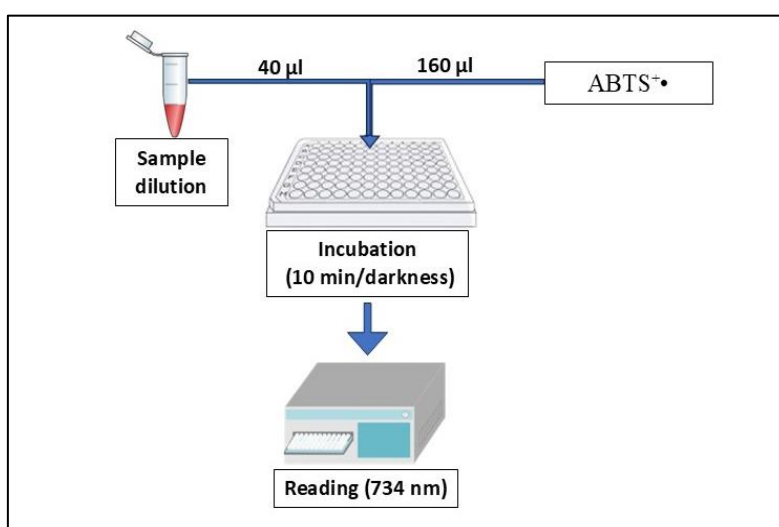 40 µl
160 µl
ABTS⁺•
Sample
dilution
Incubation
(10 min/darkness)
Reading (734 nm)